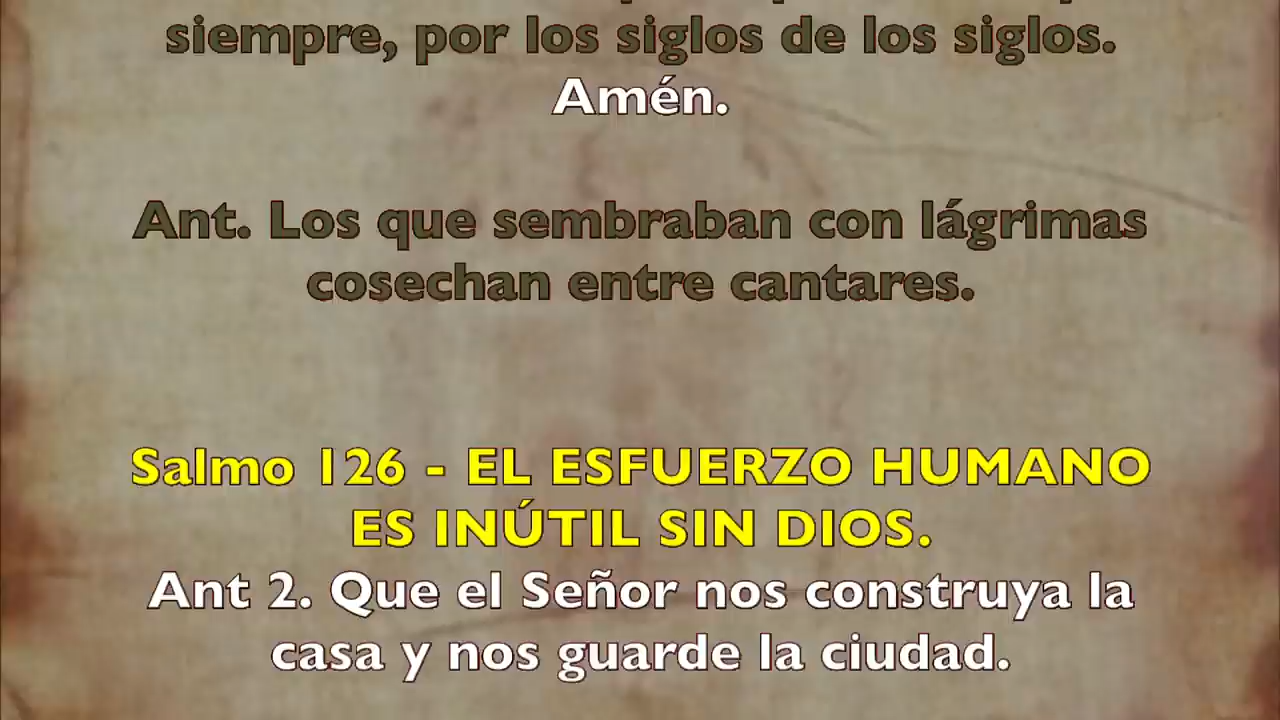 siempre, por los siglos de los siglos.
Amén.
Ant. Los que sembraban con lágrimas
cosechan entre cantares.
Salmo 126 - EL ESFUERZO HUMANO
ES INÚTIL SIN DIOS.
Ant 2. Que el Señor nos construya la
casa y nos guarde la ciudad.